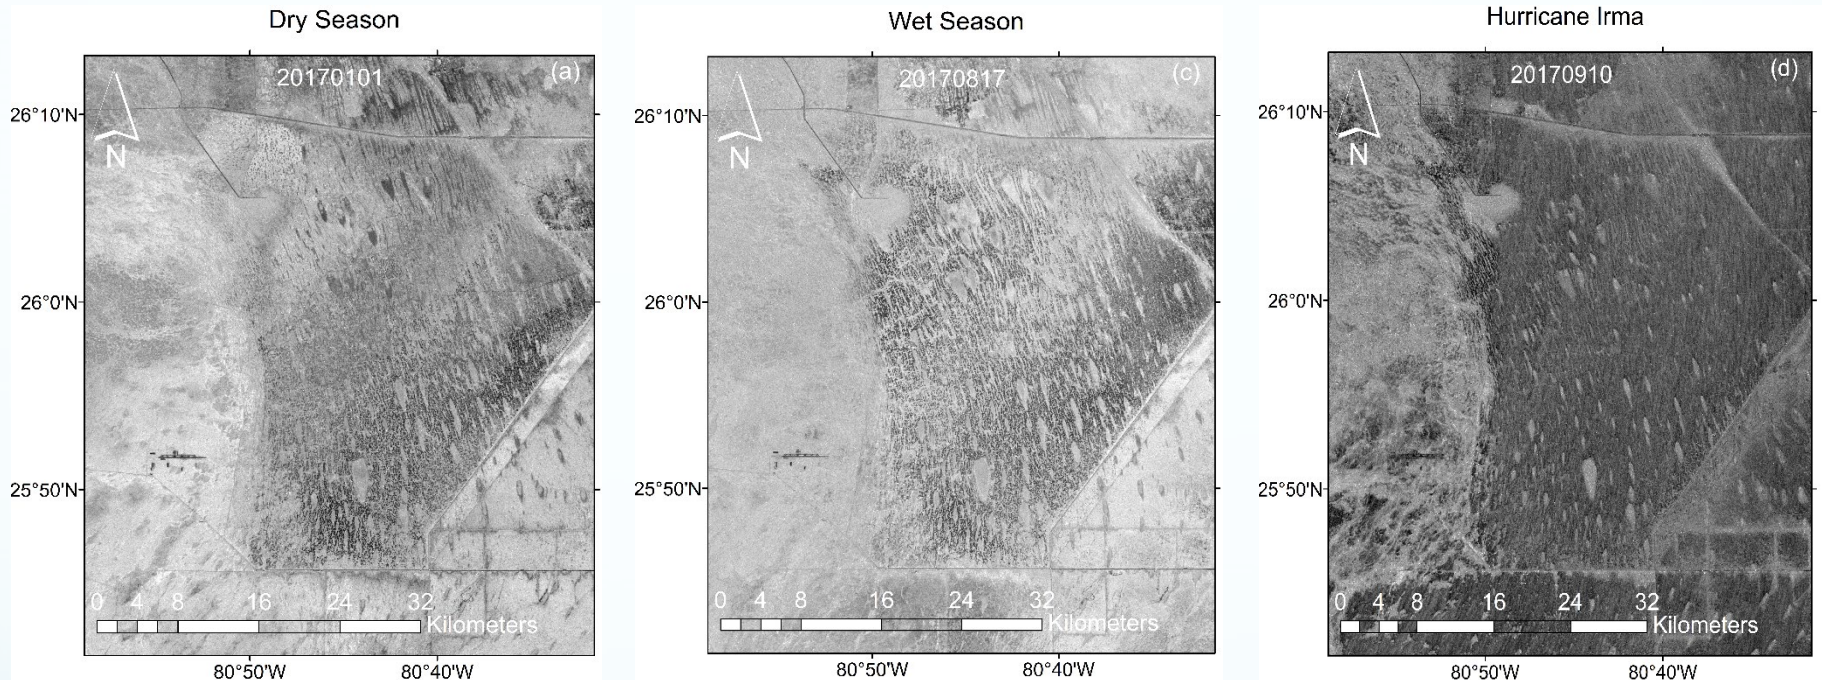 Dry Season
20170101
(a)
26°10'N
N
26°0'N
25°50'N
0 4 8 16 24 32
Kilometers
80°50'W 80°40'W
Wet Season
20170817
(c)
26°10'N
N
26°0'N
25°50'N
0 4 8 16 24 32
Kilometers
80°50'W 80°40'W
Hurricane Irma
20170910
(d)
26°10'N
N
26°0'N
25°50'N
0 4 8 16 24 32
Kilometers
80°50'W 80°40'W